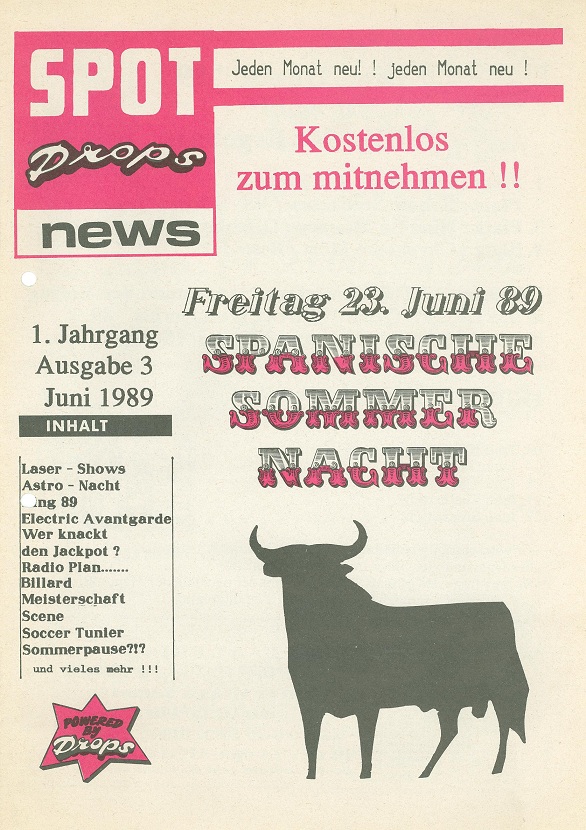 SPOT
Drops
news
Jeden Monat neu! ! jeden Monat neu !
Kostenlos
zum mitnehmen !!
Freitag 23. Juni 89
SPANISCHE
SOMMER
NACHT
1. Jahrgang
Ausgabe 3
Juni 1989
INHALT
Laser - Shows
Astro - Nacht
ing 89
Electric Avantgarde
Wer knackt
den Jackpot ?
Radio Plan.......
Billard
Meisterschaft
Scene
Soccer Tunier
Sommerpause?!?
und vieles mehr !!!
POWERED
BY
Drops